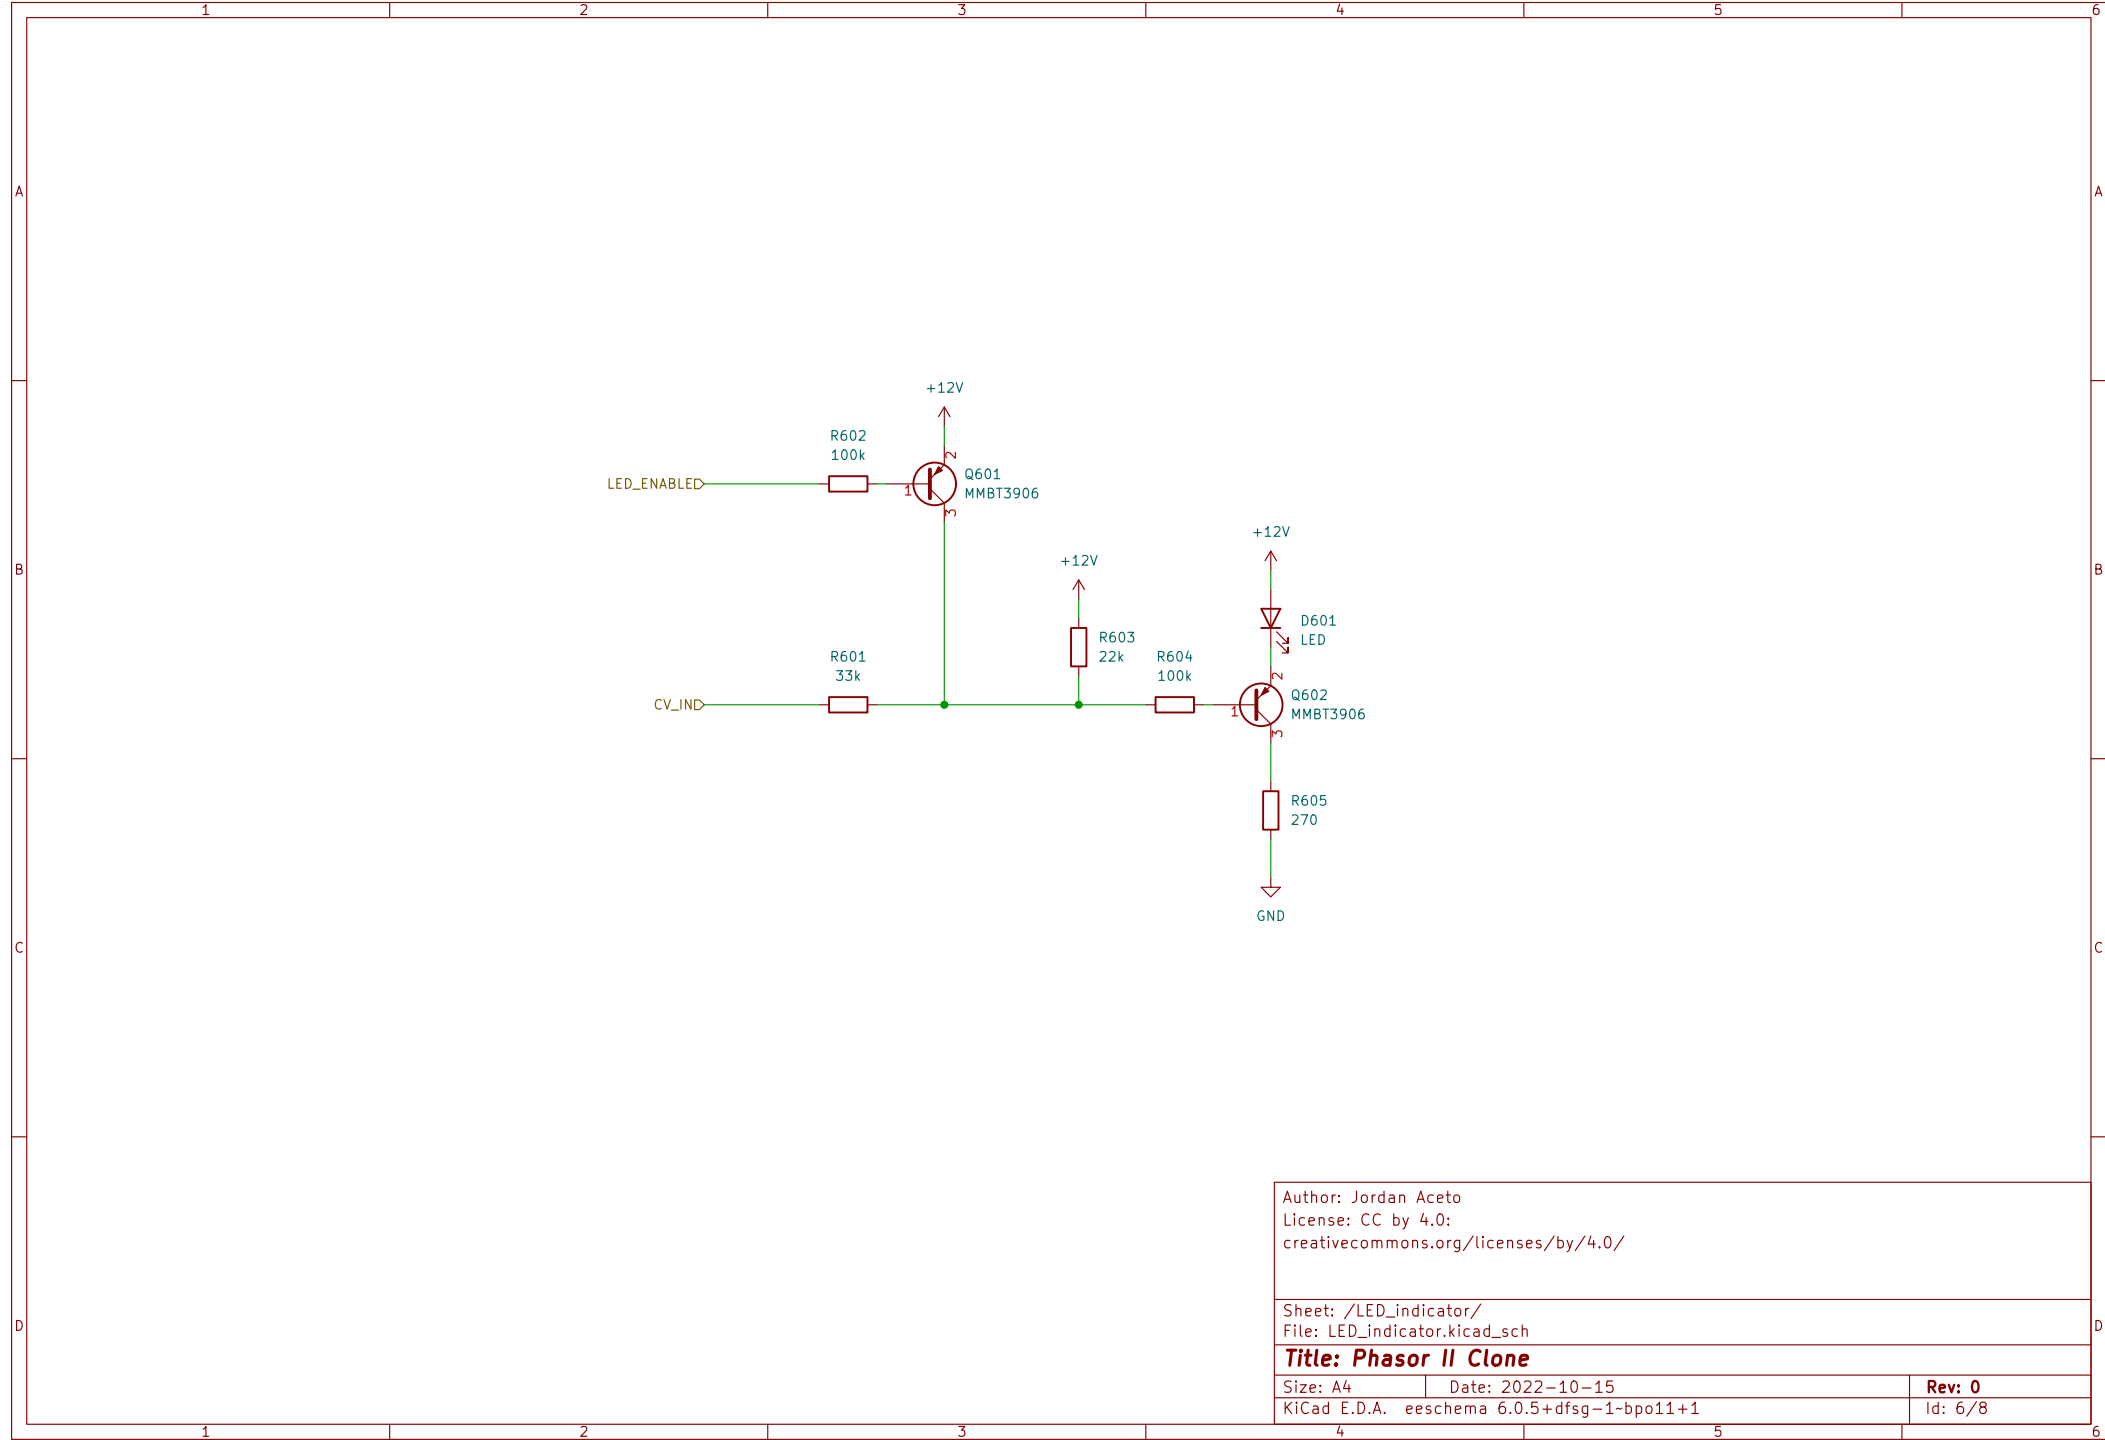 1 2 3 4 5 6
A A
+12V
R602
100k
2
LED_ENABLE
1
Q601
MMBT3906
3
+12V
+12V
B B
D601
LED
R603
22k
R601
33k
R604
100k
2
CV_IN
1
Q602
MMBT3906
3
R605
270
GND
C C
Author: Jordan Aceto
License: CC by 4.0:
creativecommons.org/licenses/by/4.0/
Sheet: /LED_indicator/
File: LED_indicator.kicad_sch
D D
Title: Phasor II Clone
Size: A4 Date: 2022-10-15 Rev: 0
KiCad E.D.A. eeschema 6.0.5+dfsg-1~bpo11+1 Id: 6/8
1 2 3 4 5 6